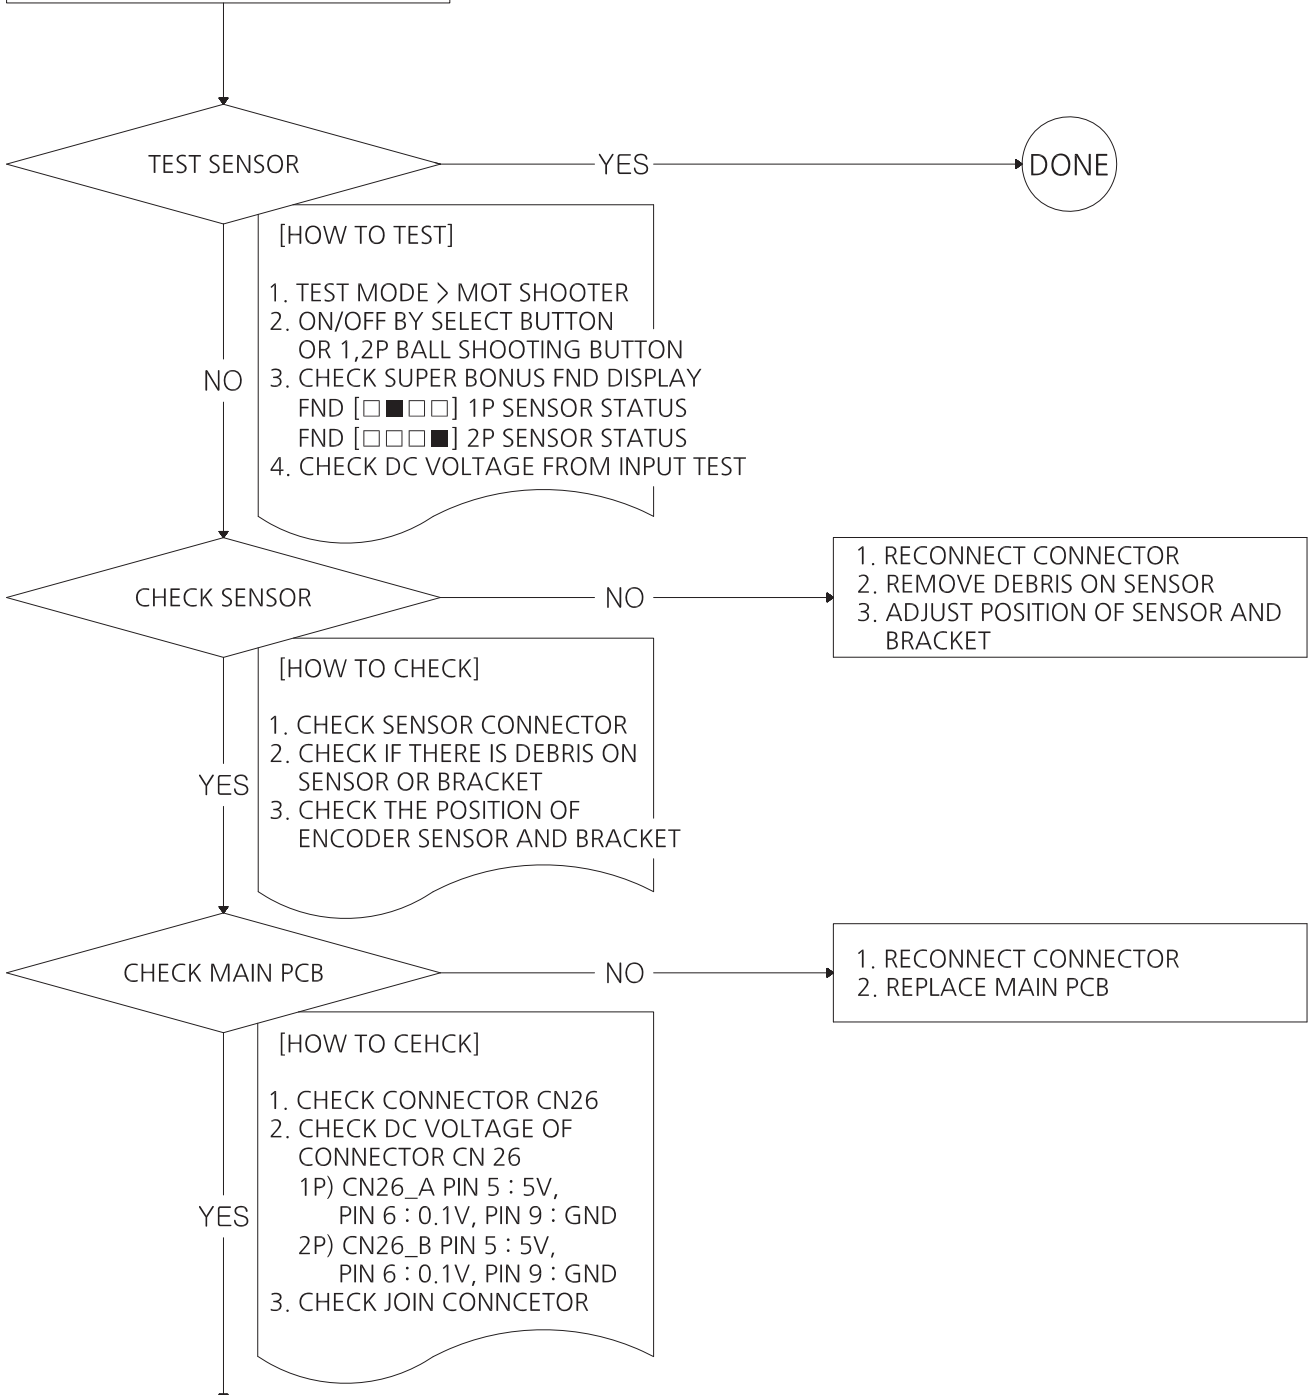 TEST SENSOR
YES
DONE
[HOW TO TEST]
1. TEST MODE > MOT SHOOTER
2. ON/OFF BY SELECT BUTTON
OR 1,2P BALL SHOOTING BUTTON
3. CHECK SUPER BONUS FND DISPLAY
FND [□■□□] 1P SENSOR STATUS
FND [□□□■] 2P SENSOR STATUS
4. CHECK DC VOLTAGE FROM INPUT TEST
NO
CHECK SENSOR
NO
1. RECONNECT CONNECTOR
2. REMOVE DEBRIS ON SENSOR
3. ADJUST POSITION OF SENSOR AND
BRACKET
[HOW TO CHECK]
1. CHECK SENSOR CONNECTOR
2. CHECK IF THERE IS DEBRIS ON
SENSOR OR BRACKET
3. CHECK THE POSITION OF
ENCODER SENSOR AND BRACKET
YES
CHECK MAIN PCB
NO
1. RECONNECT CONNECTOR
2. REPLACE MAIN PCB
[HOW TO CEHCK]
1. CHECK CONNECTOR CN26
2. CHECK DC VOLTAGE OF
CONNECTOR CN 26
1P) CN26_A PIN 5 : 5V,
PIN 6 : 0.1V, PIN 9 : GND
2P) CN26_B PIN 5 : 5V,
PIN 6 : 0.1V, PIN 9 : GND
3. CHECK JOIN CONNCETOR
YES